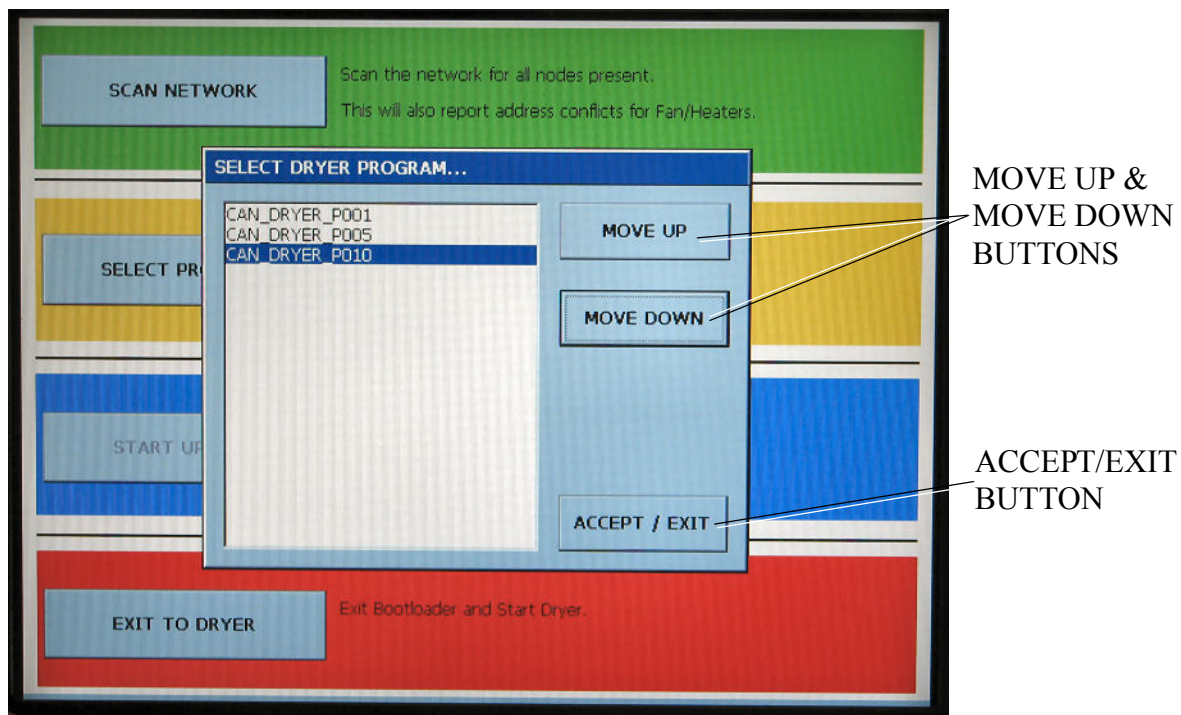 SCAN NETWORK
Scan the network for all nodes present.
This will also report address conflicts for Fan/Heaters.
SELECT DRYER PROGRAM...
CAN_DRYER_P001
CAN_DRYER_P005
CAN_DRYER_P010
MOVE UP
MOVE DOWN
ACCEPT / EXIT
SELECT PR
START UP
EXIT TO DRYER
Exit Bootloader and Start Dryer.
MOVE UP &
MOVE DOWN
BUTTONS
ACCEPT/EXIT
BUTTON